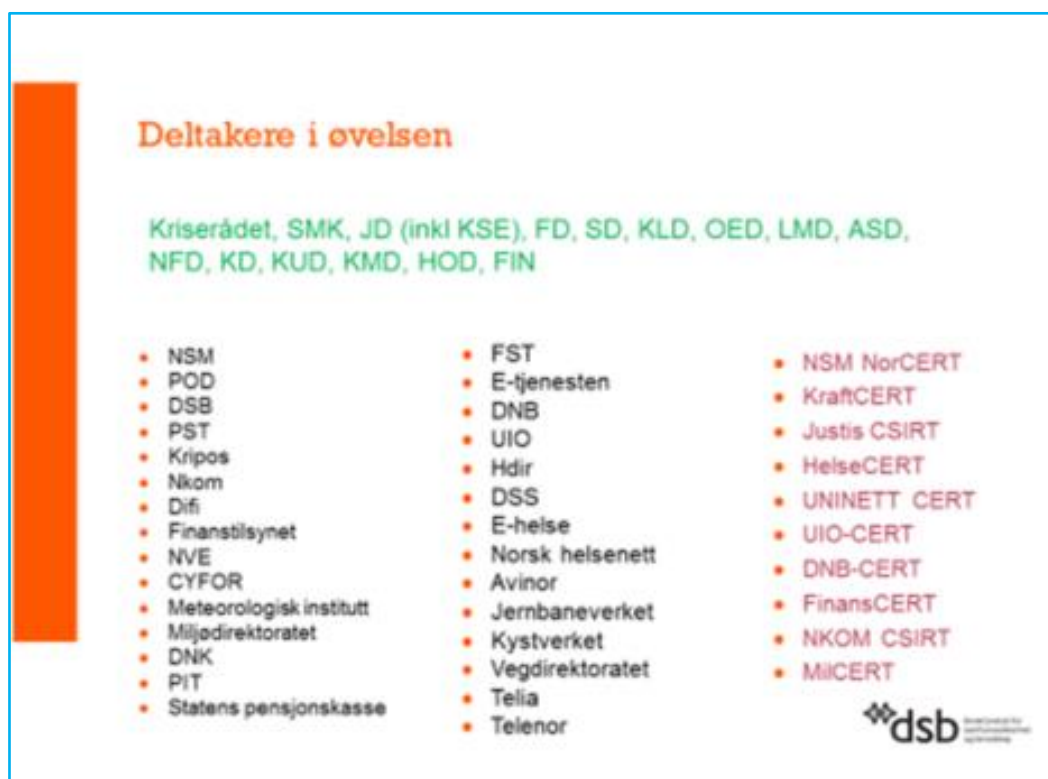 Deltakere i øvelsen
Kriserådet, SMK, JD (inkl KSE), FD, SD, KLD, OED, LMD, ASD,
NFD, KD, KUD, KMD, HOD, FIN
• NSM
• POD
• DSB
• PST
• Kripos
• Nkom
• Difi
• Finanstilsynet
• NVE
• CYFOR
• Meteorologisk institutt
• Miljødirektoratet
• DNK
• PIT
• Statens pensjonskasse
• FST
• E-tjenesten
• DNB
• UIO
• Hdir
• DSS
• E-helse
• Norsk helsenett
• Avinor
• Jernbaneverket
• Kystverket
• Vegdirektoratet
• Telia
• Telenor
• NSM NorCERT
• KraftCERT
• Justis CSIRT
• HelseCERT
• UNINETT CERT
• UIO-CERT
• DNB-CERT
• FinansCERT
• NKOM CSIRT
• MilCERT
dsb